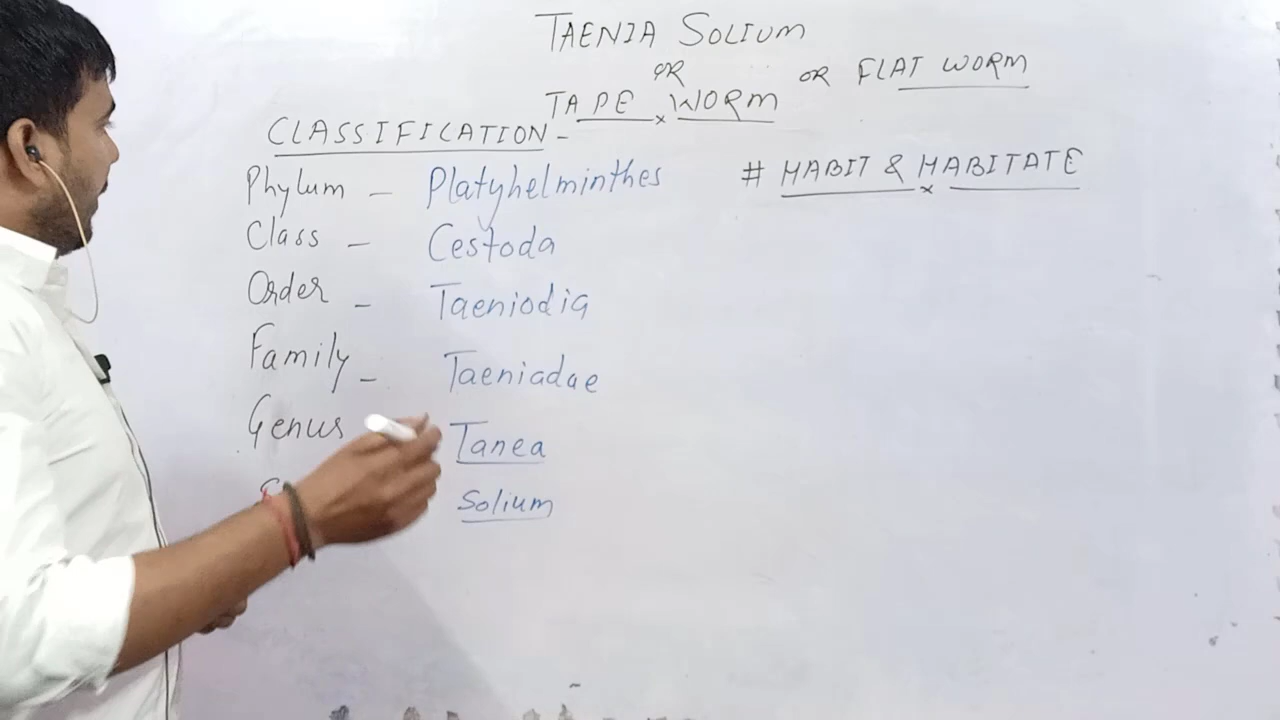 TAENIA SOLIUM
OR
TAPE WORM OR FLAT WORM
CLASSIFICATION -
Phylum - Platyhelminthes
Class - Cestoda
Order - Taeniodia
Family - Taeniadae
Genus Tanea
Solium
# HABIT & HABITATE